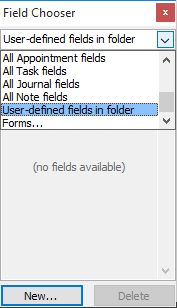 Field Chooser
User-defined fields in folder
All Appointment fields
All Task fields
All Journal fields
All Note fields
User-defined fields in folder
Forms...
(no fields available)
New... Delete